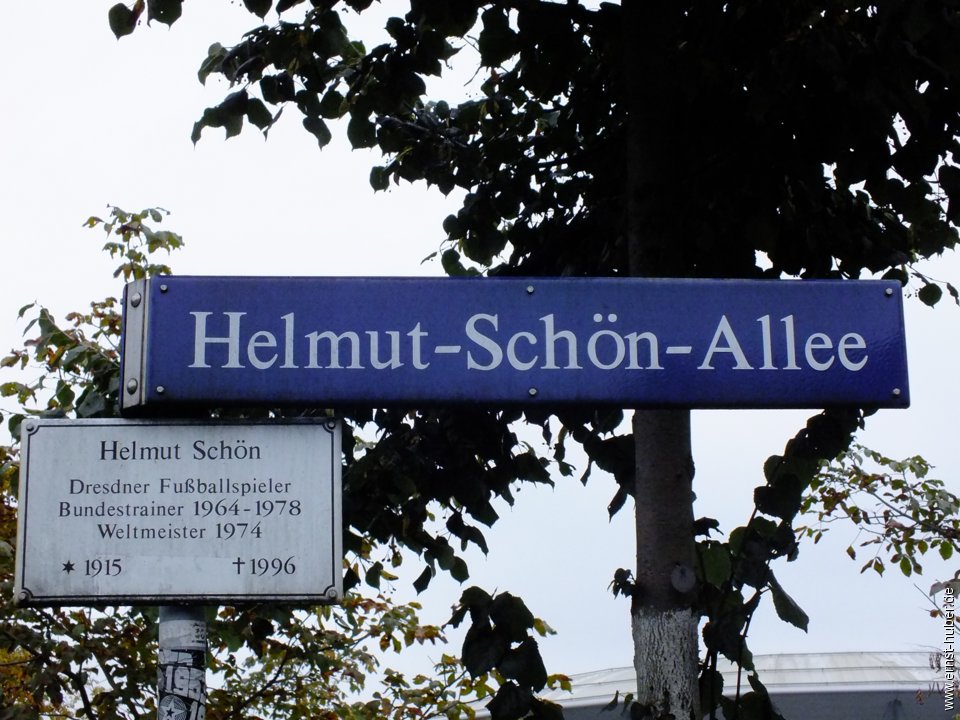 Helmut-Schön-Allee
Helmut Schön
Dresdner Fußballspieler
Bundestrainer 1964-1978
Weltmeister 1974
* 1915 †1996
www.ernst-huber.de